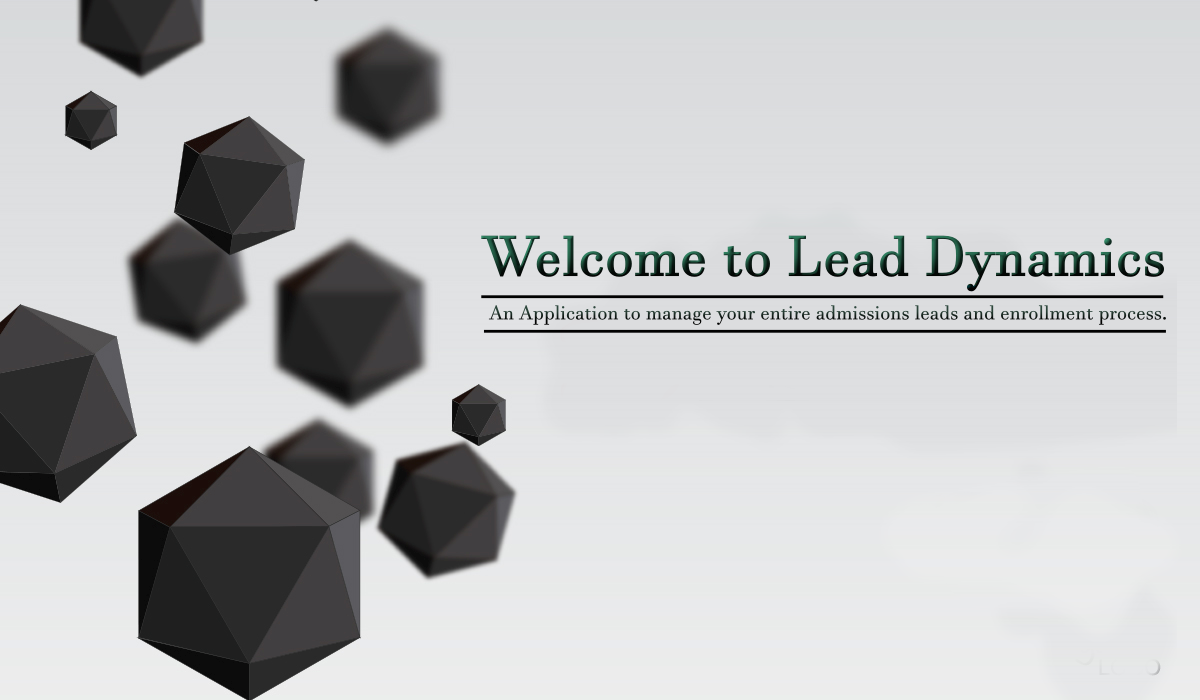 Welcome to Lead Dynamics
An Application to manage your entire admissions leads and enrollment process.